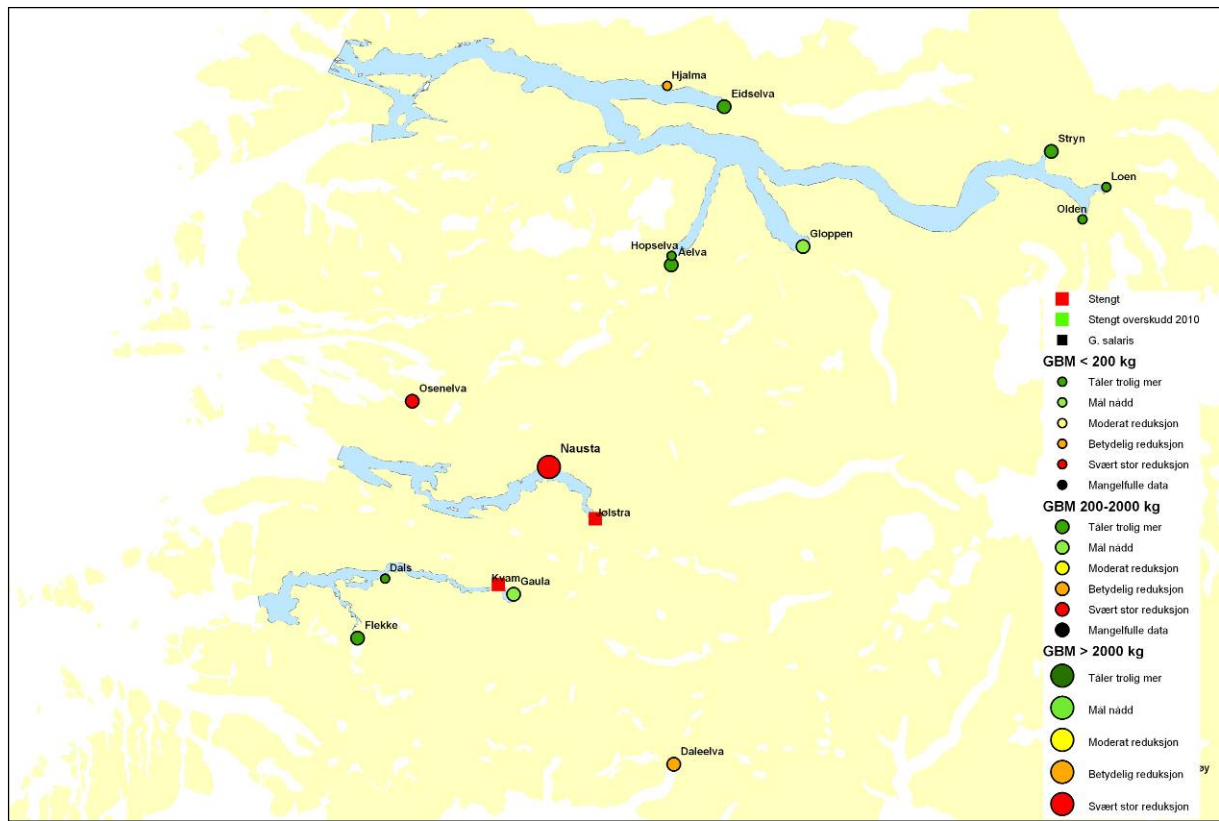 Hjalma
Eidselva
Stryn
Loen
Olden
Gloppen
Hopselva
Aelva
Osenelva
Nausta
Jølstra
Dals
Kvam
Gaula
Flekke
Daleelva
Stengt
Stengt overskudd 2010
G. salaris
GBM < 200 kg
Tåler trolig mer
Mål nådd
Moderat reduksjon
Betydelig reduksjon
Svært stor reduksjon
Mangelfulle data
GBM 200-2000 kg
Tåler trolig mer
Mål nådd
Moderat reduksjon
Betydelig reduksjon
Svært stor reduksjon
Mangelfulle data
GBM > 2000 kg
Tåler trolig mer
Mål nådd
Moderat reduksjon
Betydelig reduksjon
øy
Svært stor reduksjon